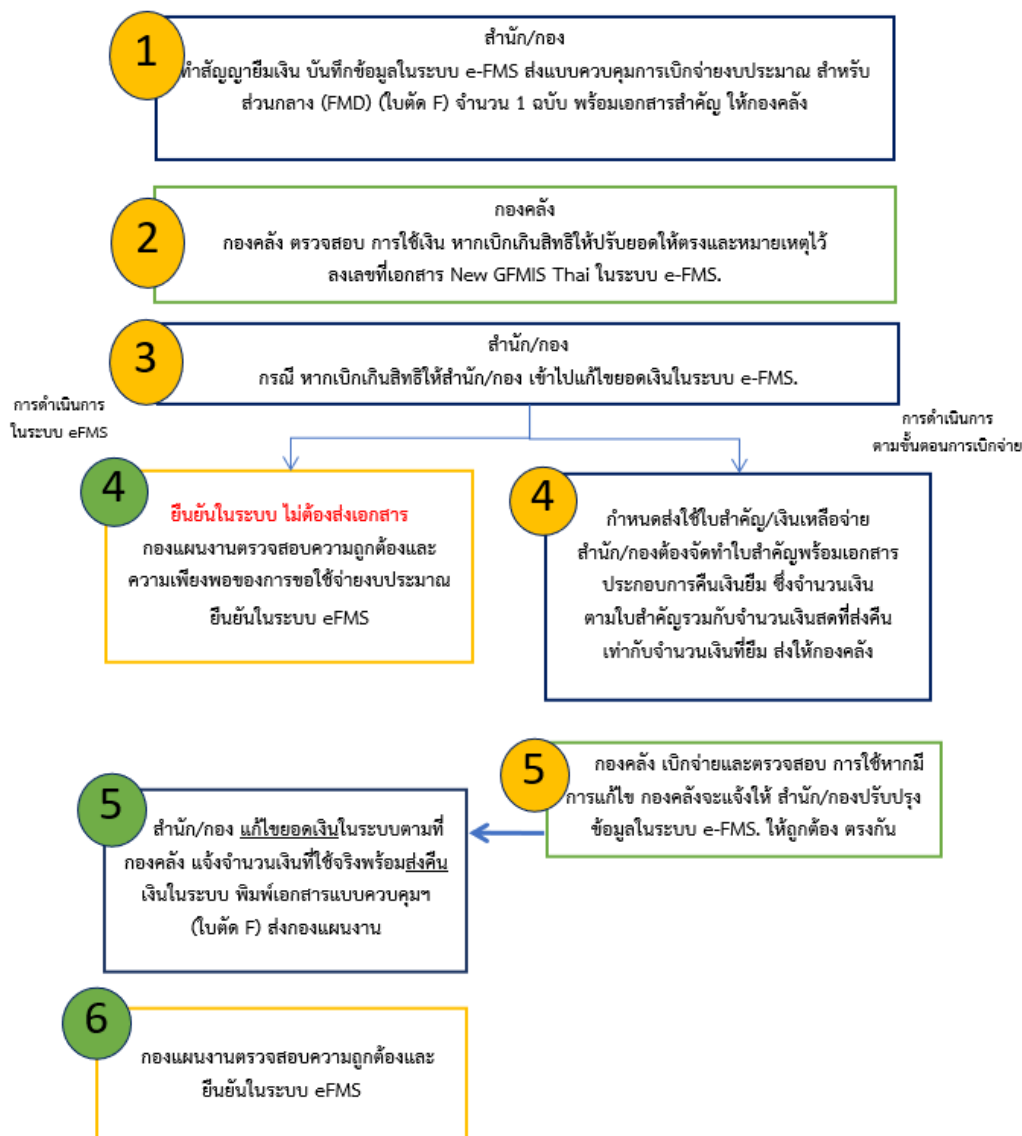 1
สำนัก/กอง
ทำสัญญายืมเงิน บันทึกข้อมูลในระบบ e-FMS ส่งแบบควบคุมการเบิกจ่ายงบประมาณ สำหรับ
ส่วนกลาง (FMD) (ใบตัด F) จำนวน 1 ฉบับ พร้อมเอกสารสำคัญ ให้กองคลัง
2
กองคลัง
กองคลัง ตรวจสอบ การใช้เงิน หากเบิกเกินสิทธิให้ปรับยอดให้ตรงและหมายเหตุไว้
ลงเลขที่เอกสาร New GFMIS Thai ในระบบ e-FMS.
3
สำนัก/กอง
กรณี หากเบิกเกินสิทธิให้สำนัก/กอง เข้าไปแก้ไขยอดเงินในระบบ e-FMS.
การดำเนินการ
ในระบบ eFMS
การดำเนินการ
ตามขั้นตอนการเบิกจ่าย
4
ยืนยันในระบบ ไม่ต้องส่งเอกสาร
กองแผนงานตรวจสอบความถูกต้องและ
ความเพียงพอของการขอใช้จ่ายงบประมาณ
ยืนยันในระบบ eFMS
4
กำหนดส่งใช้ใบสำคัญ/เงินเหลือจ่าย
สำนัก/กองต้องจัดทำใบสำคัญพร้อมเอกสาร
ประกอบการคืนเงินยืม ซึ่งจำนวนเงิน
ตามใบสำคัญรวมกับจำนวนเงินสดที่ส่งคืน
เท่ากับจำนวนเงินที่ยืม ส่งให้กองคลัง
5
กองคลัง เบิกจ่ายและตรวจสอบ การใช้หากมี
การแก้ไข กองคลังจะแจ้งให้ สำนัก/กองปรับปรุง
ข้อมูลในระบบ e-FMS. ให้ถูกต้อง ตรงกัน
5
สำนัก/กอง แก้ไขยอดเงินในระบบตามที่
กองคลัง แจ้งจำนวนเงินที่ใช้จริงพร้อมส่งคืน
เงินในระบบ พิมพ์เอกสารแบบควบคุมฯ
(ใบตัด F) ส่งกองแผนงาน
6
กองแผนงานตรวจสอบความถูกต้องและ
ยืนยันในระบบ eFMS